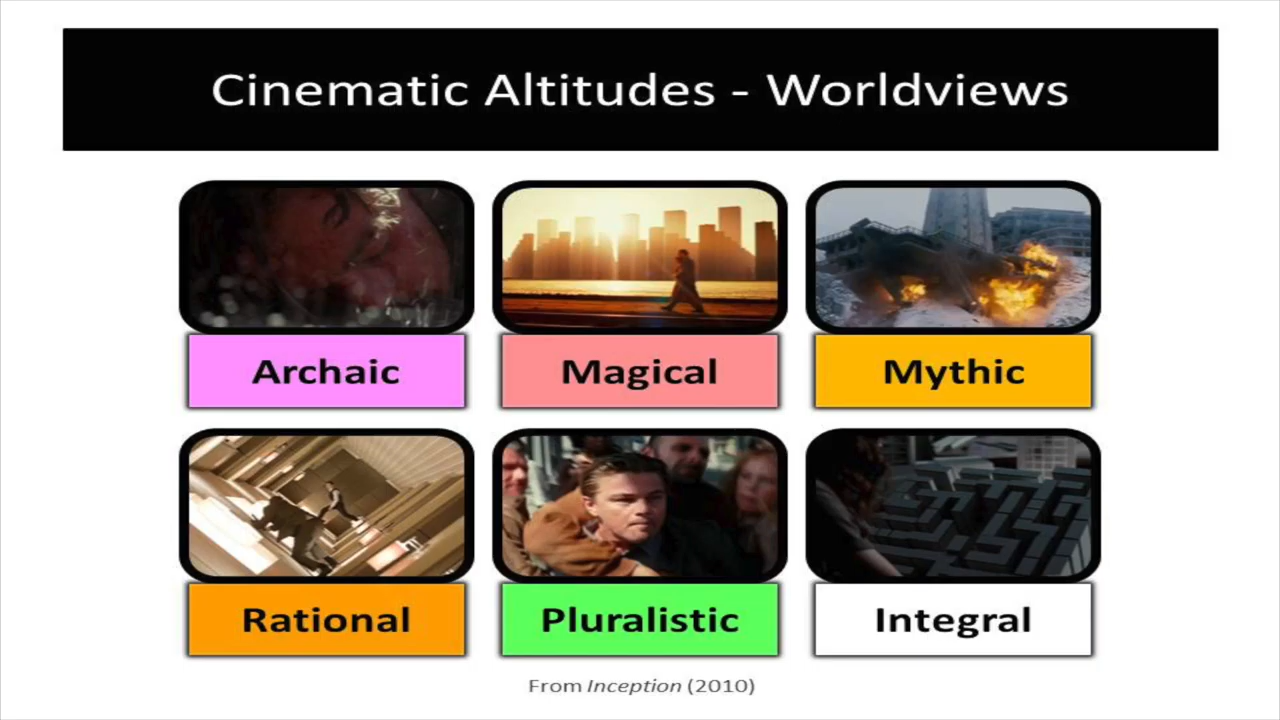 Cinematic Altitudes - Worldviews
Archaic
Magical
Mythic
Rational
Pluralistic
Integral
From Inception (2010)